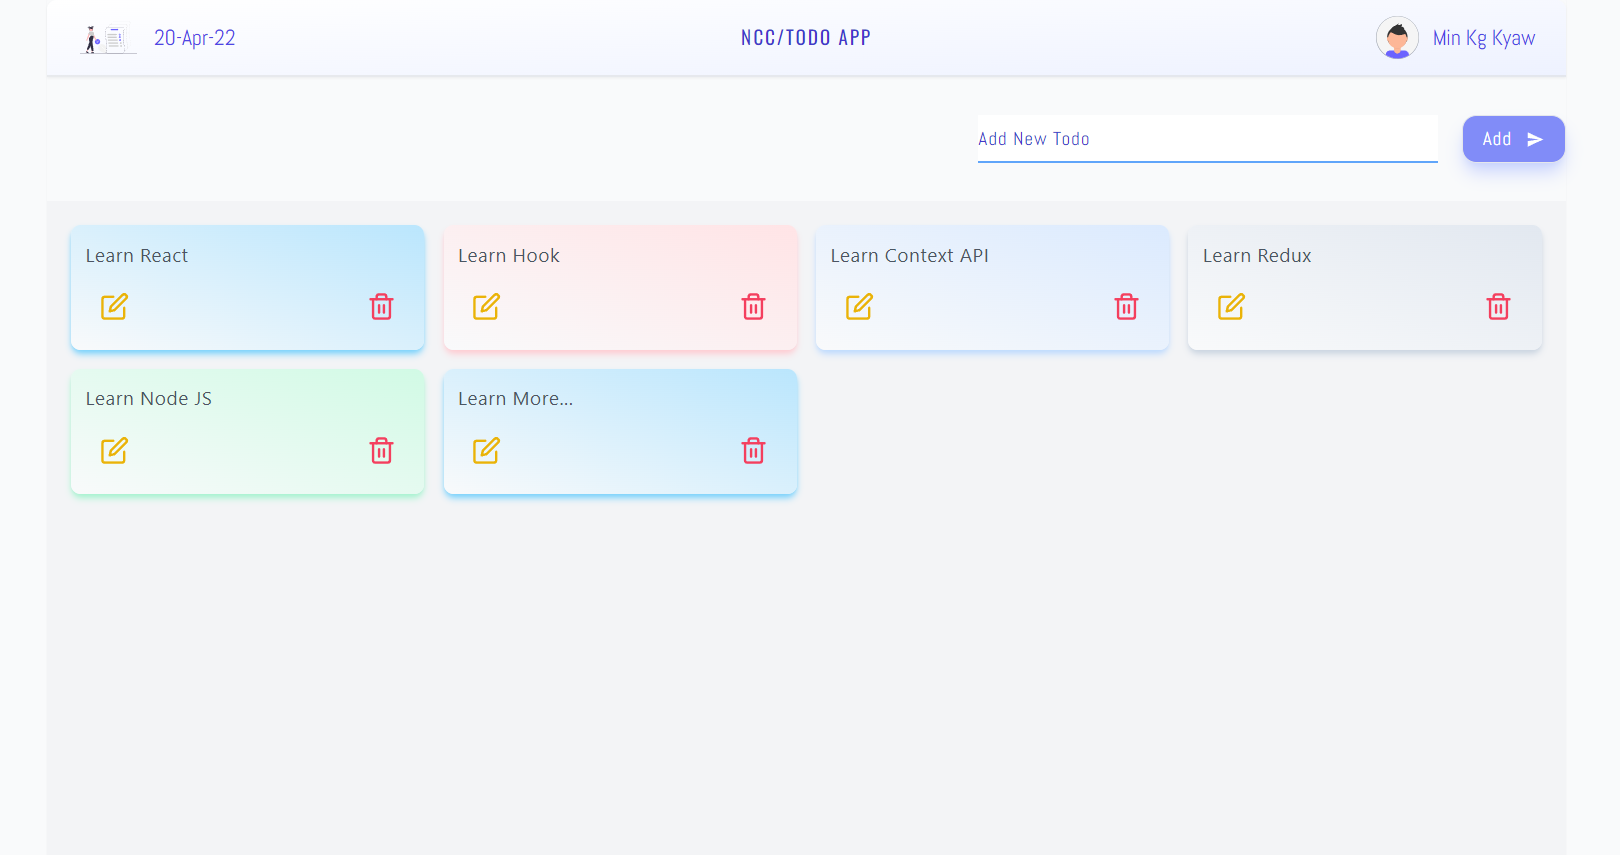 20-Apr-22
NCC/TODO APP
Min Kg Kyaw
Add New Todo
Add
Learn React
Learn Hook
Learn Context API
Learn Redux
Learn Node JS
Learn More...